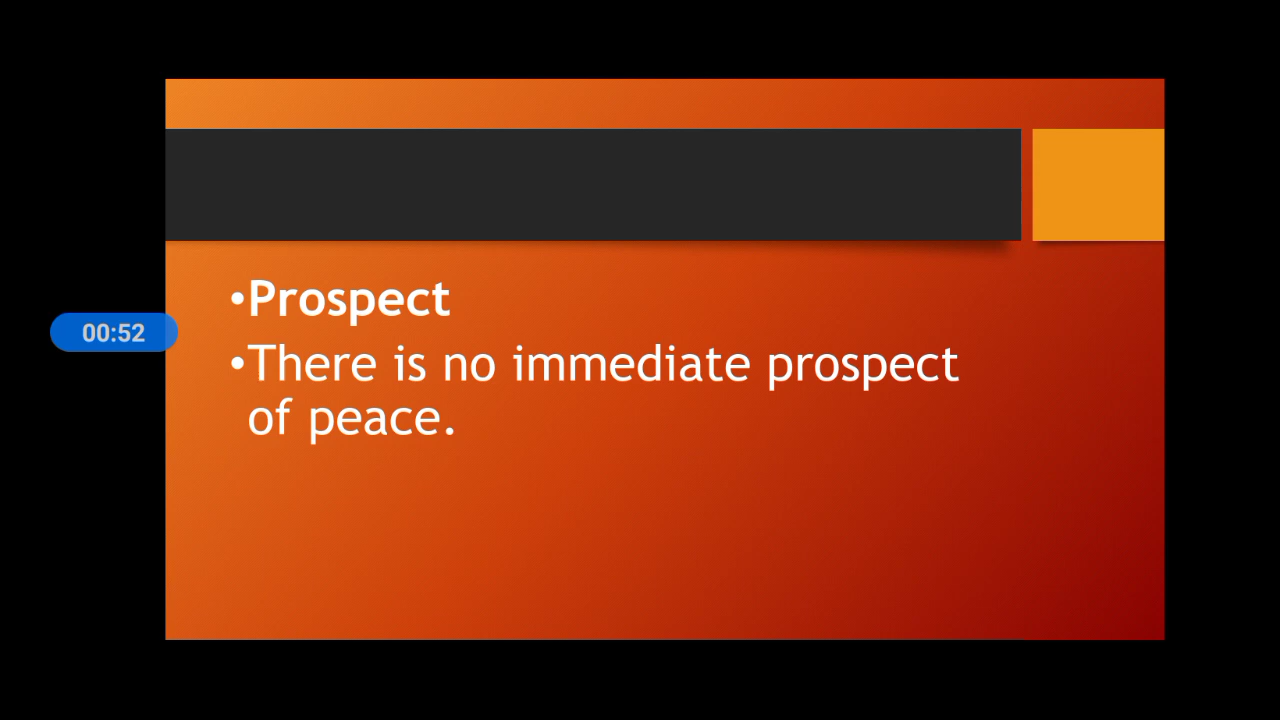 •Prospect
•There is no immediate prospect
of peace.
00:52